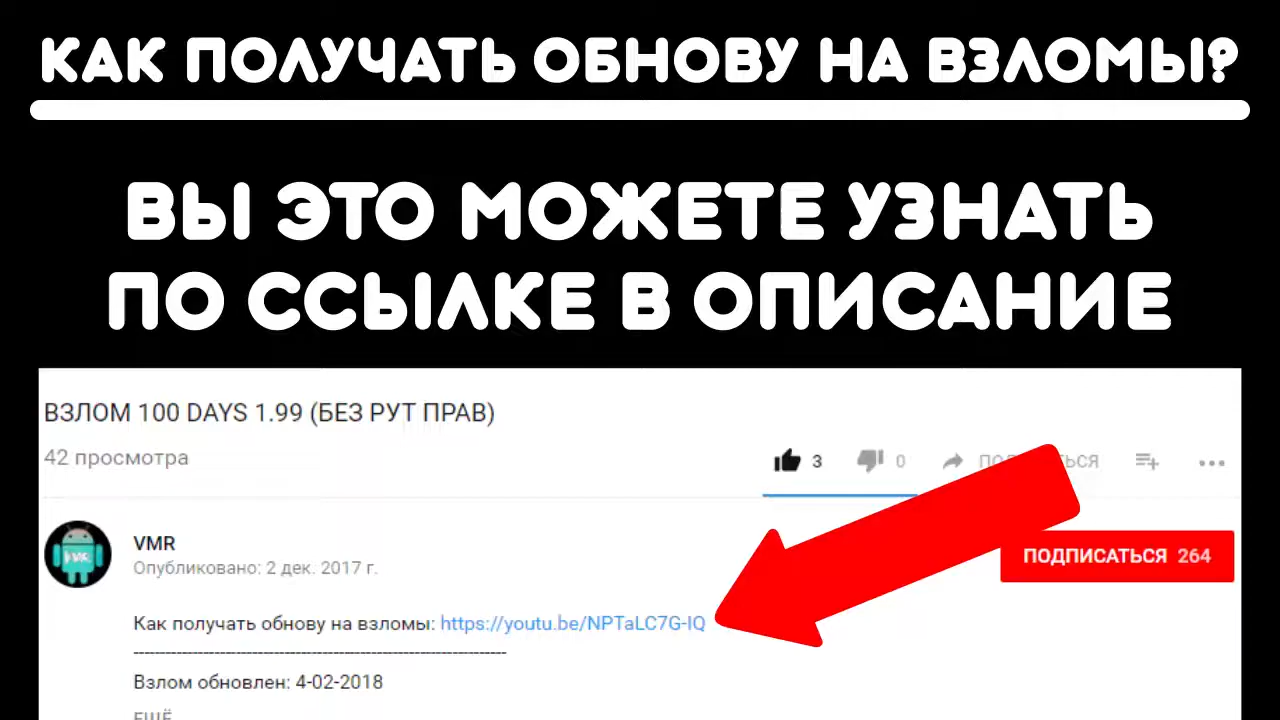 КАК ПОЛУЧАТЬ ОБНОВУ НА ВЗЛОМЫ?
ВЫ ЭТО МОЖЕТЕ УЗНАТЬ
ПО ССЫЛКЕ В ОПИСАНИЕ
ВЗЛОМ 100 DAYS 1.99 (БЕЗ РУТ ПРАВ)
42 просмотра
3 0
VMR
VMR
Опубликовано: 2 дек. 2017 г.
ПОДПИСАТЬСЯ 264
Как получать обнову на взломы: https://youtu.be/NPTaLC7G-IQ
Взлом обновлен: 4-02-2018
ЕЩЁ